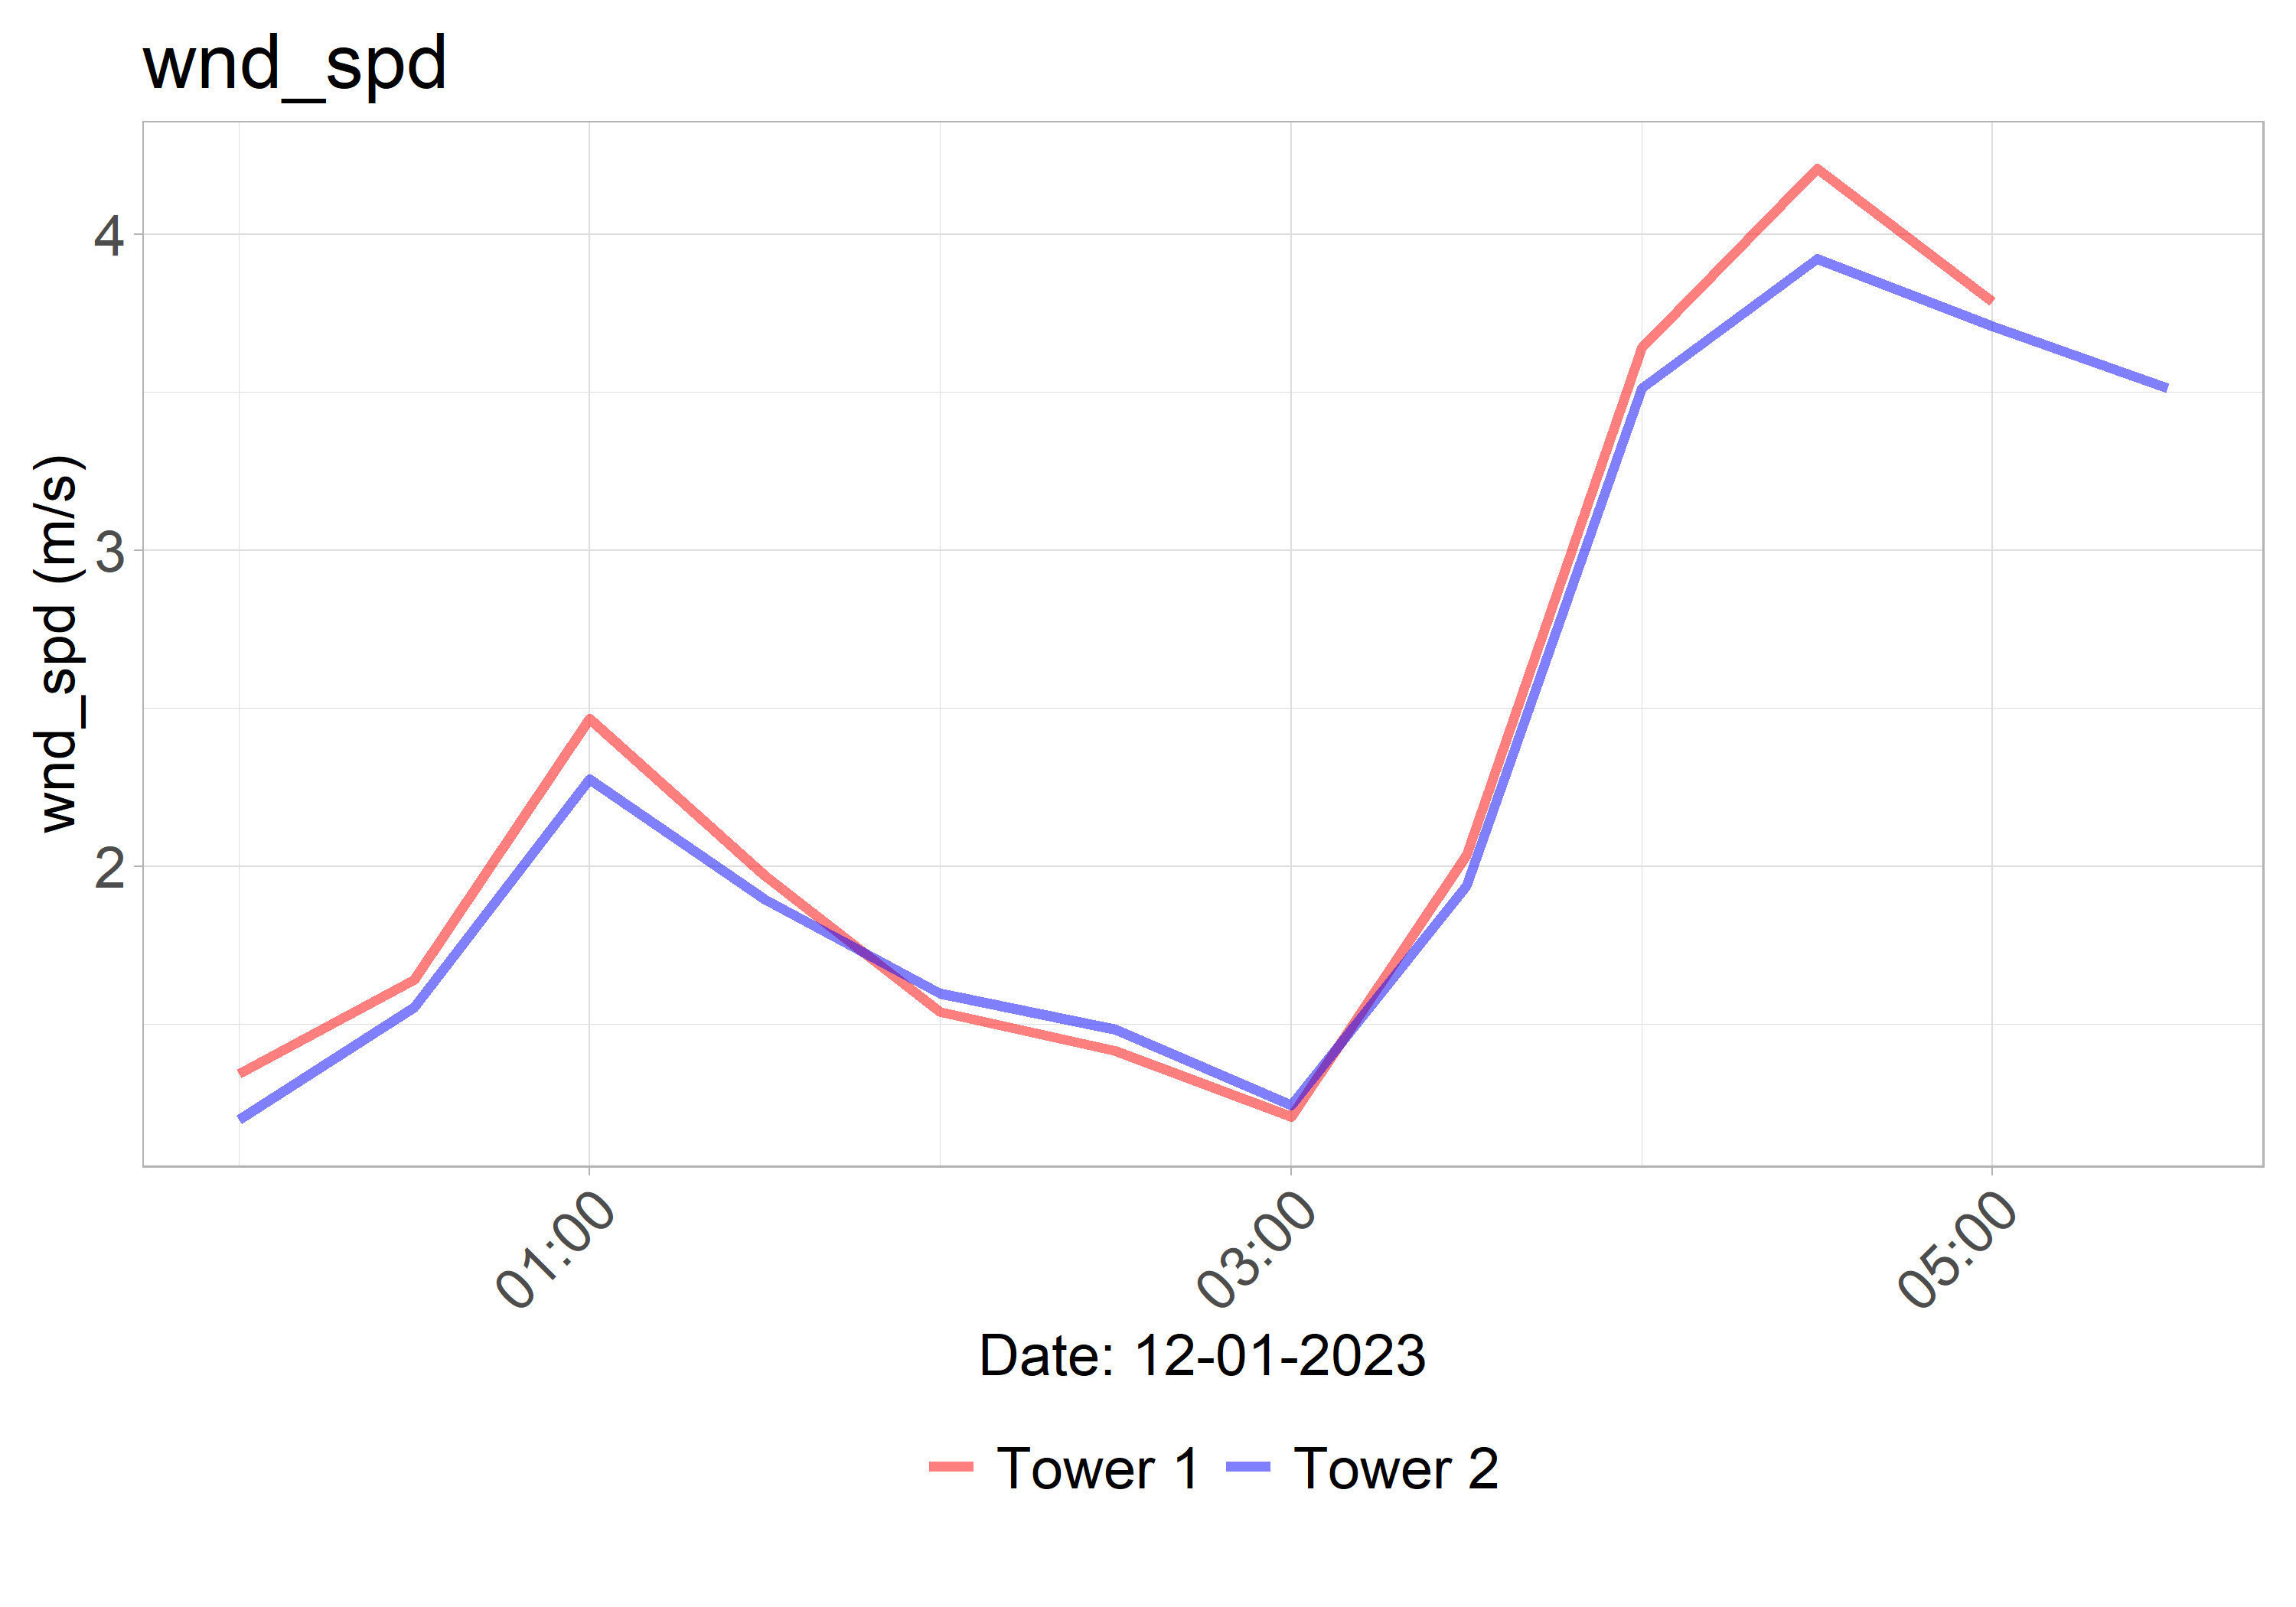 wnd_spd
wnd_spd (m/s)
4
3
2
01:00
03:00
05:00
Date: 12-01-2023
Tower 1
Tower 2